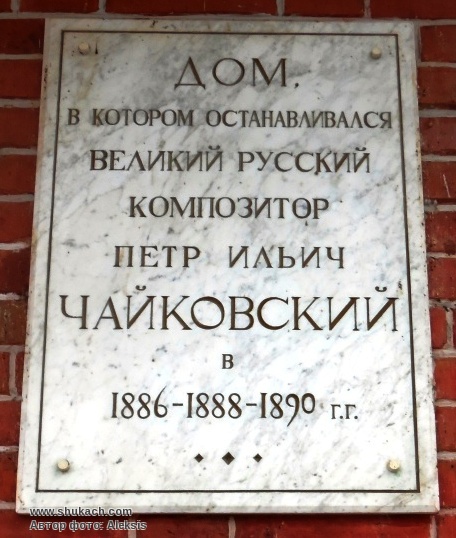 ДОМ,
В КОТОРОМ ОСТАНАВЛИВАЛСЯ
ВЕЛИКИЙ РУССКИЙ
КОМПОЗИТОР
ПЕТР ИЛЬИЧ
ЧАЙКОВСКИЙ
В
1886-1888-1890 г.г.
www.shukach.com
Автор фото: Aleksis